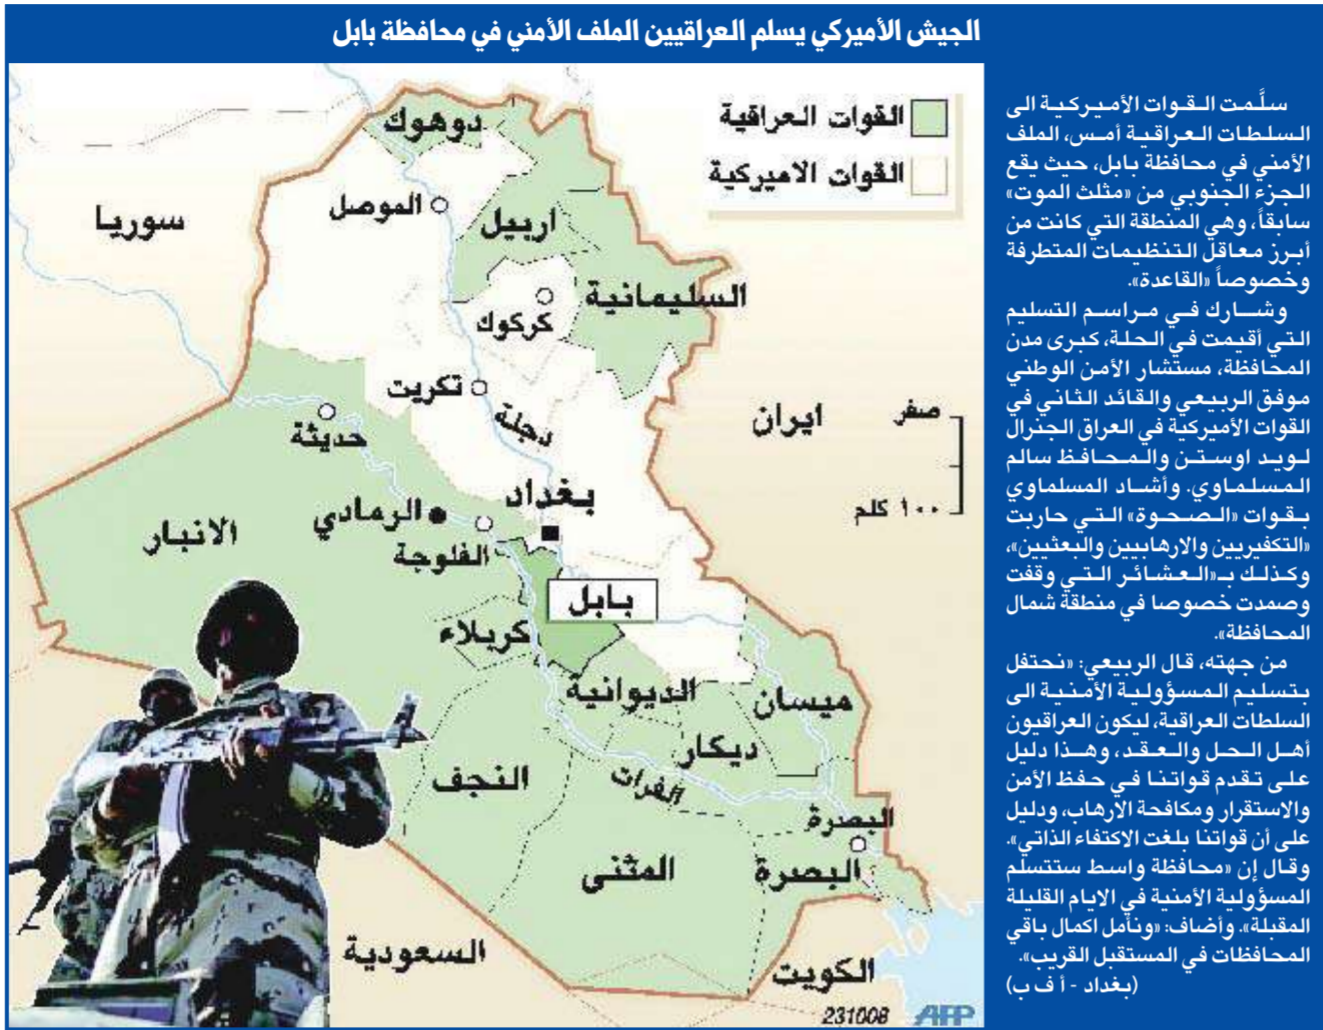 الجيش الأميركي يسلم العراقيين الملف الأمني في محافظة بابل
سلَّمت القوات الأميركية الى
السلطات العراقية أمس، الملف
الأمني في محافظة بابل، حيث يقع
الجزء الجنوبي من «مثلث الموت»
سابقاً، وهي المنطقة التي كانت من
أبرز معاقل التنظيمات المتطرفة
وخصوصاً «القاعدة».
وشارك في مراسم التسليم
التي أقيمت في الحلة، كبرى مدن
المحافظة، مستشار الأمن الوطني
موفق الربيعي والقائد الثاني في
القوات الأميركية في العراق الجنرال
لويد اوستن والمحافظ سالم
المسلماوي. وأشاد المسلماوي
بقوات «الصحوة» التي حاربت
«التكفيريين والارهابيين والبعثيين»،
وكذلك بـ«العشائر التي وقفت
وصمدت خصوصا في منطقة شمال
المحافظة».
من جهته، قال الربيعي: «نحتفل
بتسليم المسؤولية الأمنية الى
السلطات العراقية، ليكون العراقيون
أهل الحل والعقد، وهذا دليل
على تقدم قواتنا في حفظ الأمن
والاستقرار ومكافحة الارهاب، ودليل
على أن قواتنا بلغت الاكتفاء الذاتي».
وقال إن «محافظة واسط ستتسلم
المسؤولية الأمنية في الايام القليلة
المقبلة». وأضاف: «ونأمل اكمال باقي
المحافظات في المستقبل القريب».
(بغداد - أ ف ب)
القوات العراقية
القوات الاميركية
دوهوك
الموصل
اربيل
سوريا
السليمانية
كركوك
تكريت
دجلة
ايران
صفر
١٠٠ كلم
حديثة
بغداد
الرمادي
الانبار
الفلوجة
بابل
كربلاء
الديوانية
ميسان
ديكار
النجف
الفرات
البصرة
المثنى
البصرة
السعودية
الكويت
231008 AFP